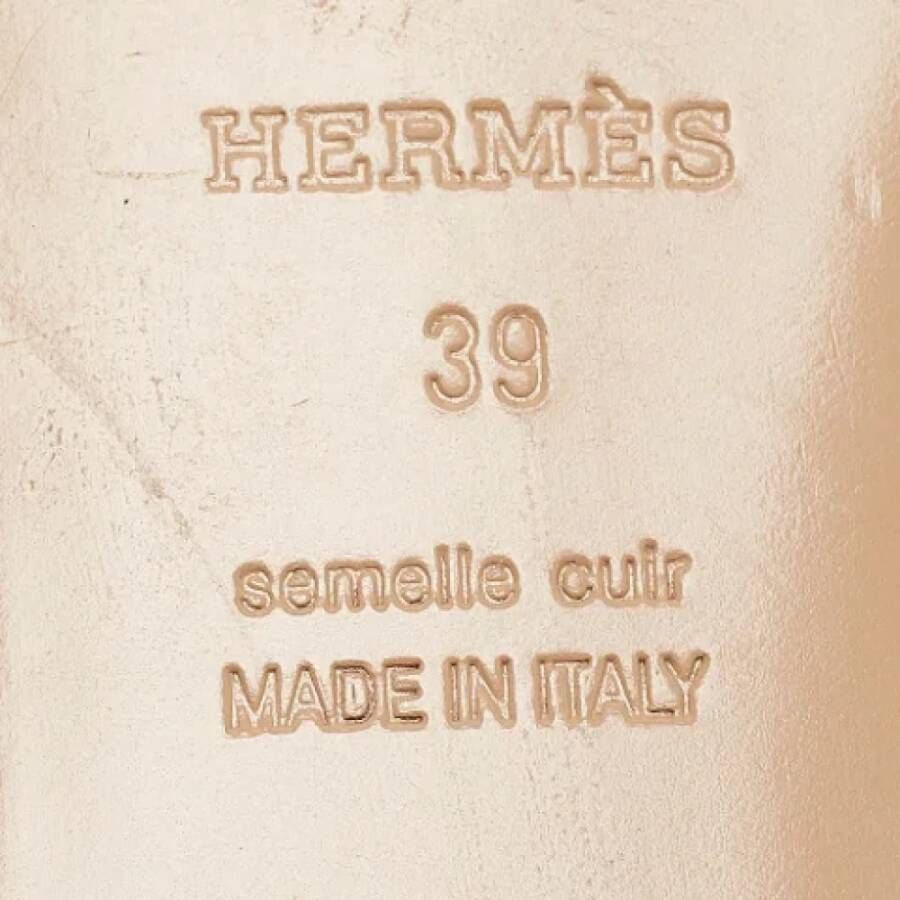 HERMÈS
39
semelle cuir
MADE IN ITALY